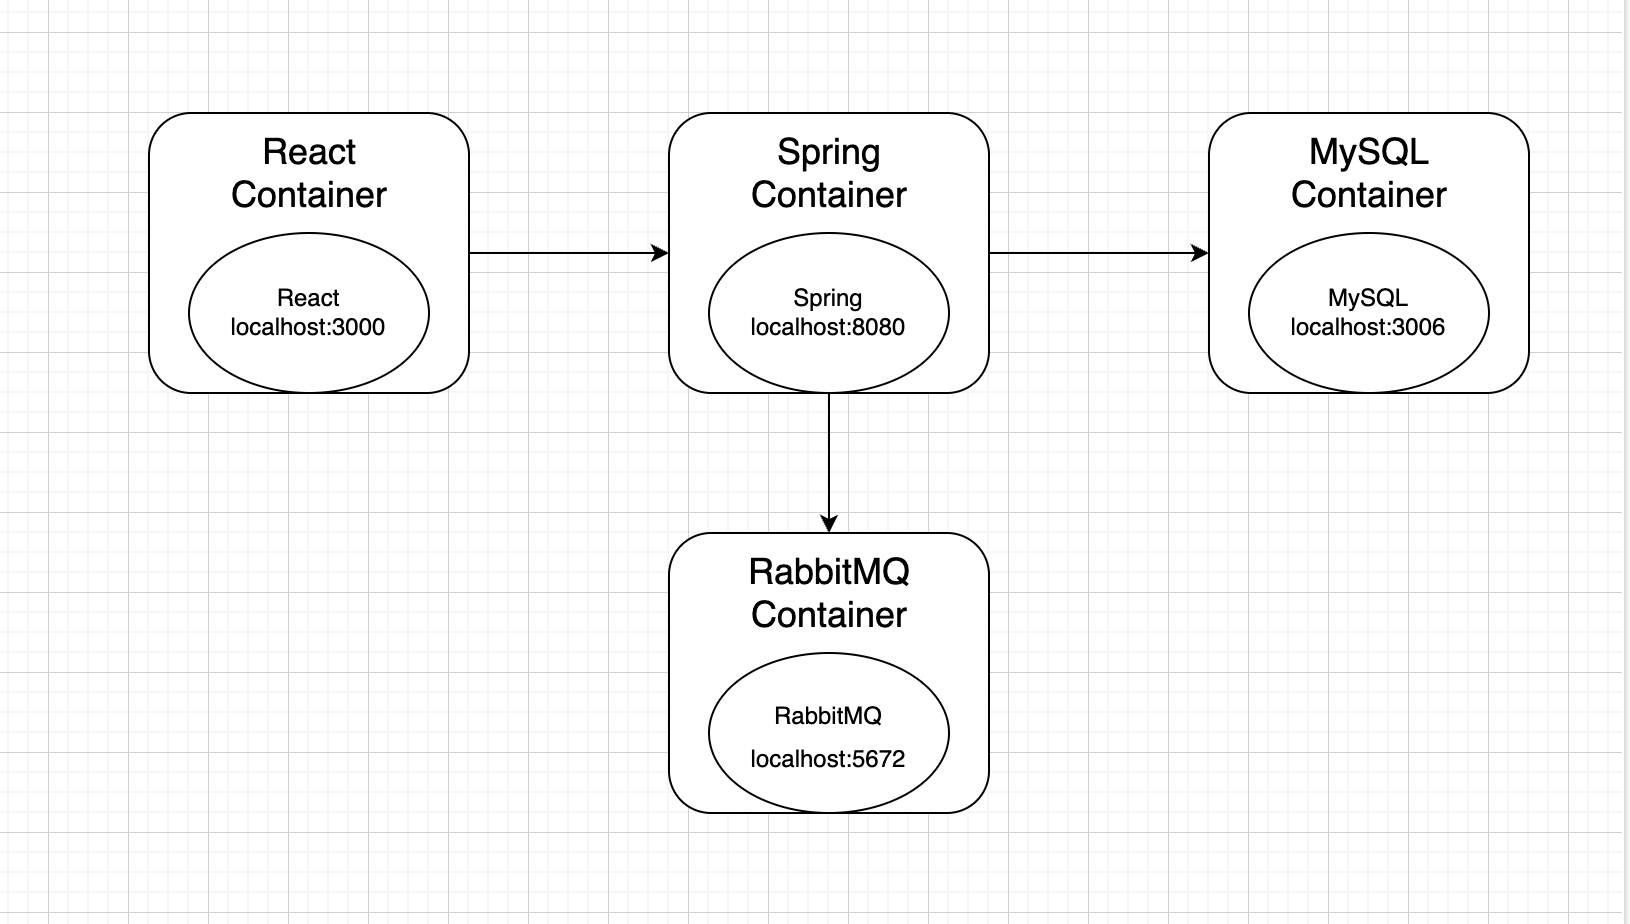 React
Container
React
localhost:3000
Spring
Container
Spring
localhost:8080
MySQL
Container
MySQL
localhost:3006
RabbitMQ
Container
RabbitMQ
localhost:5672